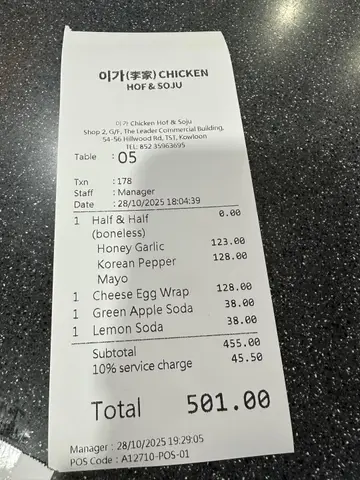 이가(李家) CHICKEN
HOF & SOJU
이가 Chicken Hof & Soju
Shop 2, G/F, The Leader Commercial Building,
54-56 Hillwood Rd, TST, Kowloon
TEL: 852 35963695
Table : 05
Txn : 178
Staff : Manager
Date : 28/10/2025 18:04:39
1 Half & Half 0.00
(boneless)
Honey Garlic 123.00
Korean Pepper 128.00
Mayo
1 Cheese Egg Wrap 128.00
1 Green Apple Soda 38.00
1 Lemon Soda 38.00
Subtotal 455.00
10% service charge 45.50
Total 501.00
Manager : 28/10/2025 19:29:05
POS Code : A12710-POS-01